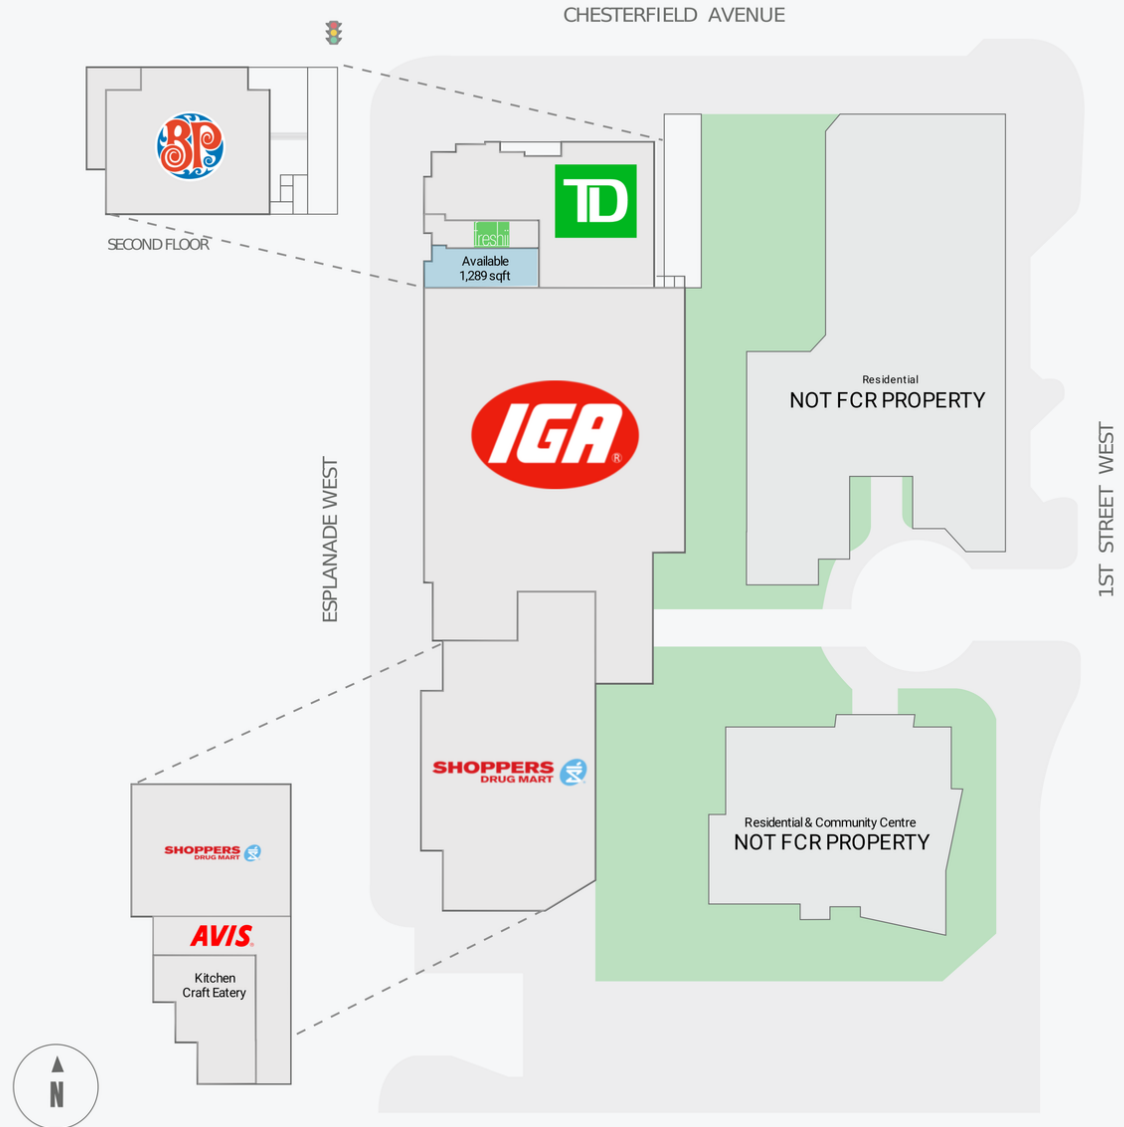 CHESTERFIELD AVENUE
BP
TD
SECOND FLOOR
freshii
Available
1,289 sqft
Residential
NOT FCR PROPERTY
IGA®
ESPLANADE WEST
1ST STREET WEST
SHOPPERS
DRUG MART
Residential & Community Centre
NOT FCR PROPERTY
SHOPPERS
DRUG MART
AVIS®
Kitchen
Craft Eatery
N